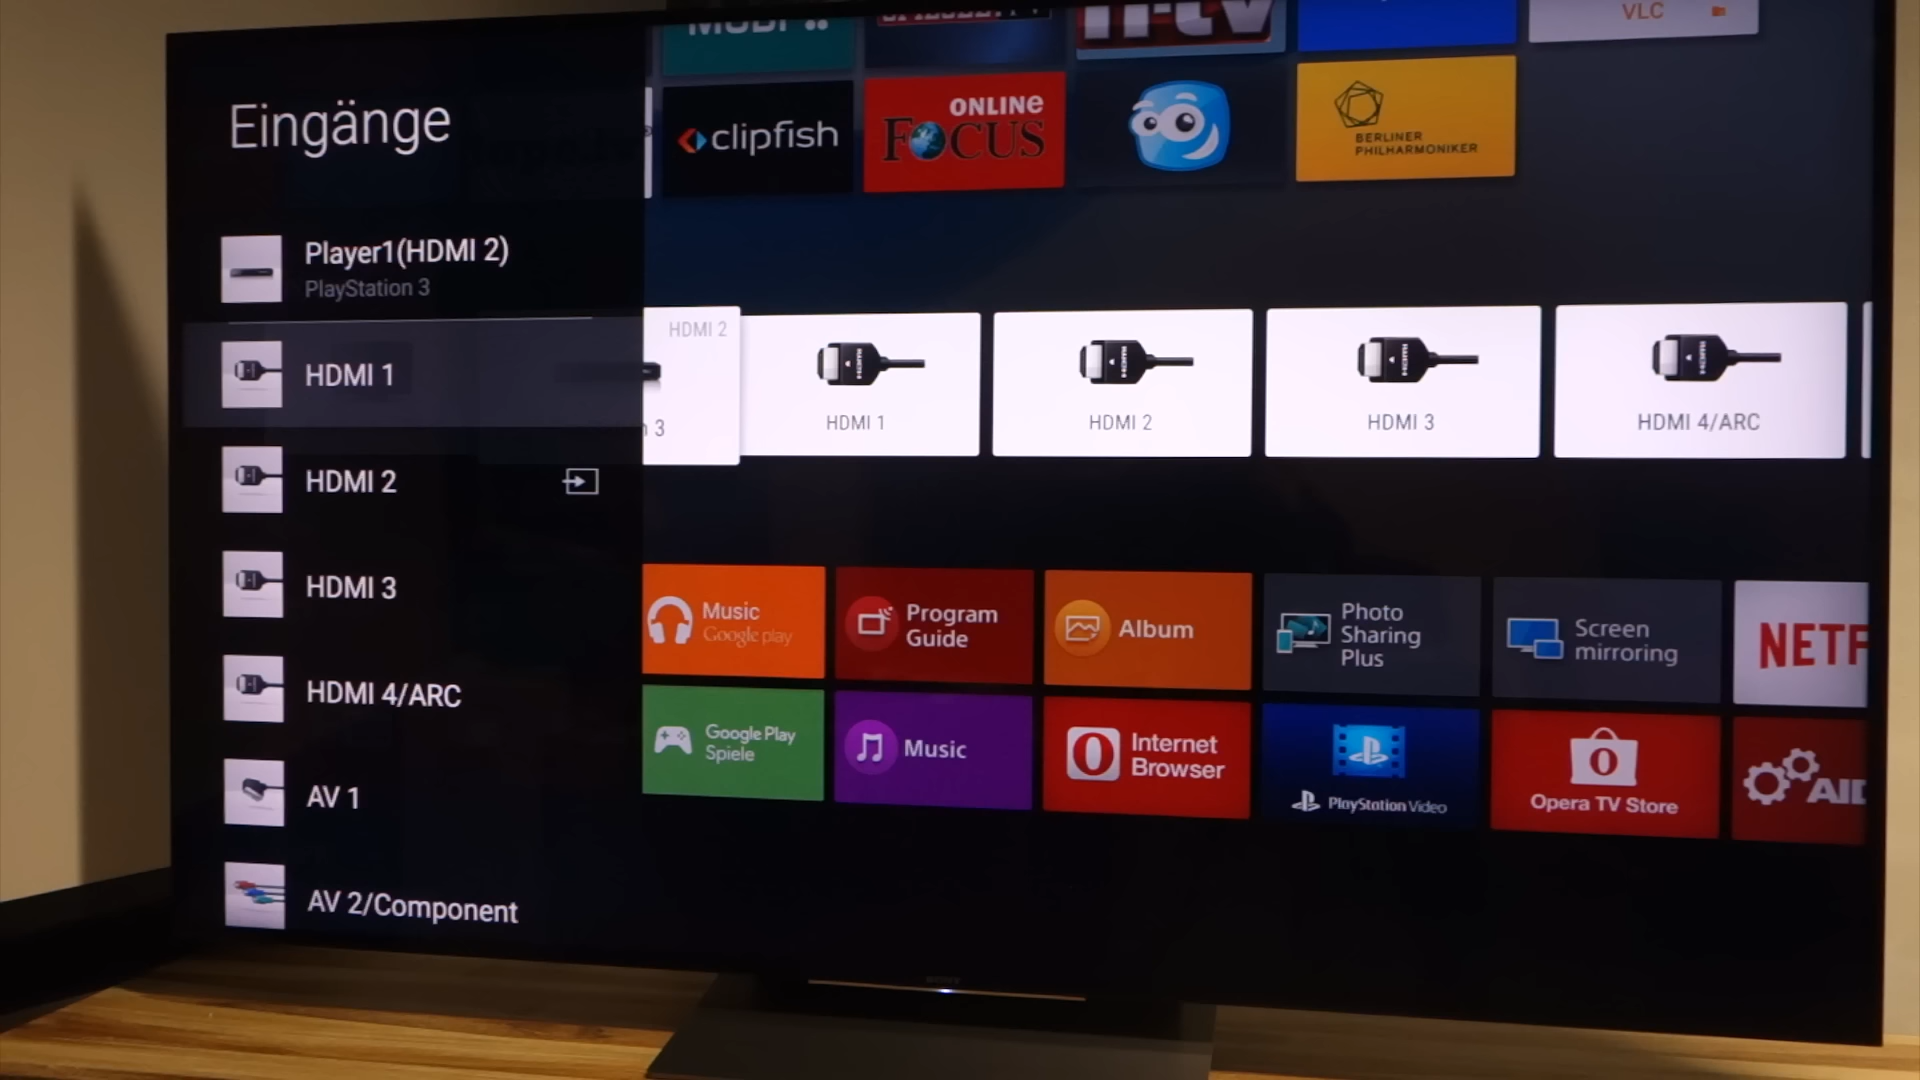 Eingänge
Player1(HDMI 2)
PlayStation 3
HDMI 1
HDMI 2
HDMI 3
HDMI 4/ARC
AV 1
AV 2/Component
VLC
clipfish
ONLINE
FOCUS
BERLINER
PHILHARMONIKER
HDMI 2
3
HDMI 1
HDMI 2
HDMI 3
HDMI 4/ARC
Music
Google play
Program
Guide
Album
Photo
Sharing
Plus
Screen
mirroring
NETF
Google Play
Spiele
Music
Internet
Browser
PlayStation Video
Opera TV Store
SONY